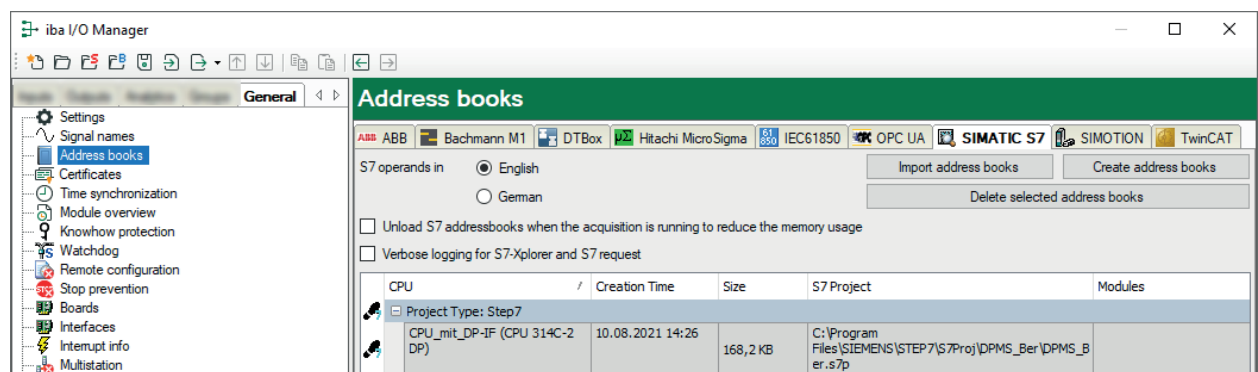 iba I/O Manager
General
Address books
Settings
Signal names
Address books
Certificates
Time synchronization
Module overview
Knowhow protection
Watchdog
Remote configuration
Stop prevention
Boards
Interfaces
Interrupt info
Multistation
ABB ABB Bachmann M1 DTBox µΣ Hitachi MicroSigma 61 850 IEC61850 OPC UA SIMATIC S7 SIMOTION TwinCAT
S7 operands in English Import address books Create address books
German Delete selected address books
Unload S7 addressbooks when the acquisition is running to reduce the memory usage
Verbose logging for S7-Xplorer and S7 request
CPU / Creation Time Size S7 Project Modules
Project Type: Step7
CPU_mit_DP-IF (CPU 314C-2 10.08.2021 14:26 C:\Program
DP) 168,2 KB Files\SIEMENS\STEP7\S7Proj\DPMS_Ber\DPMS_B
er.s7p